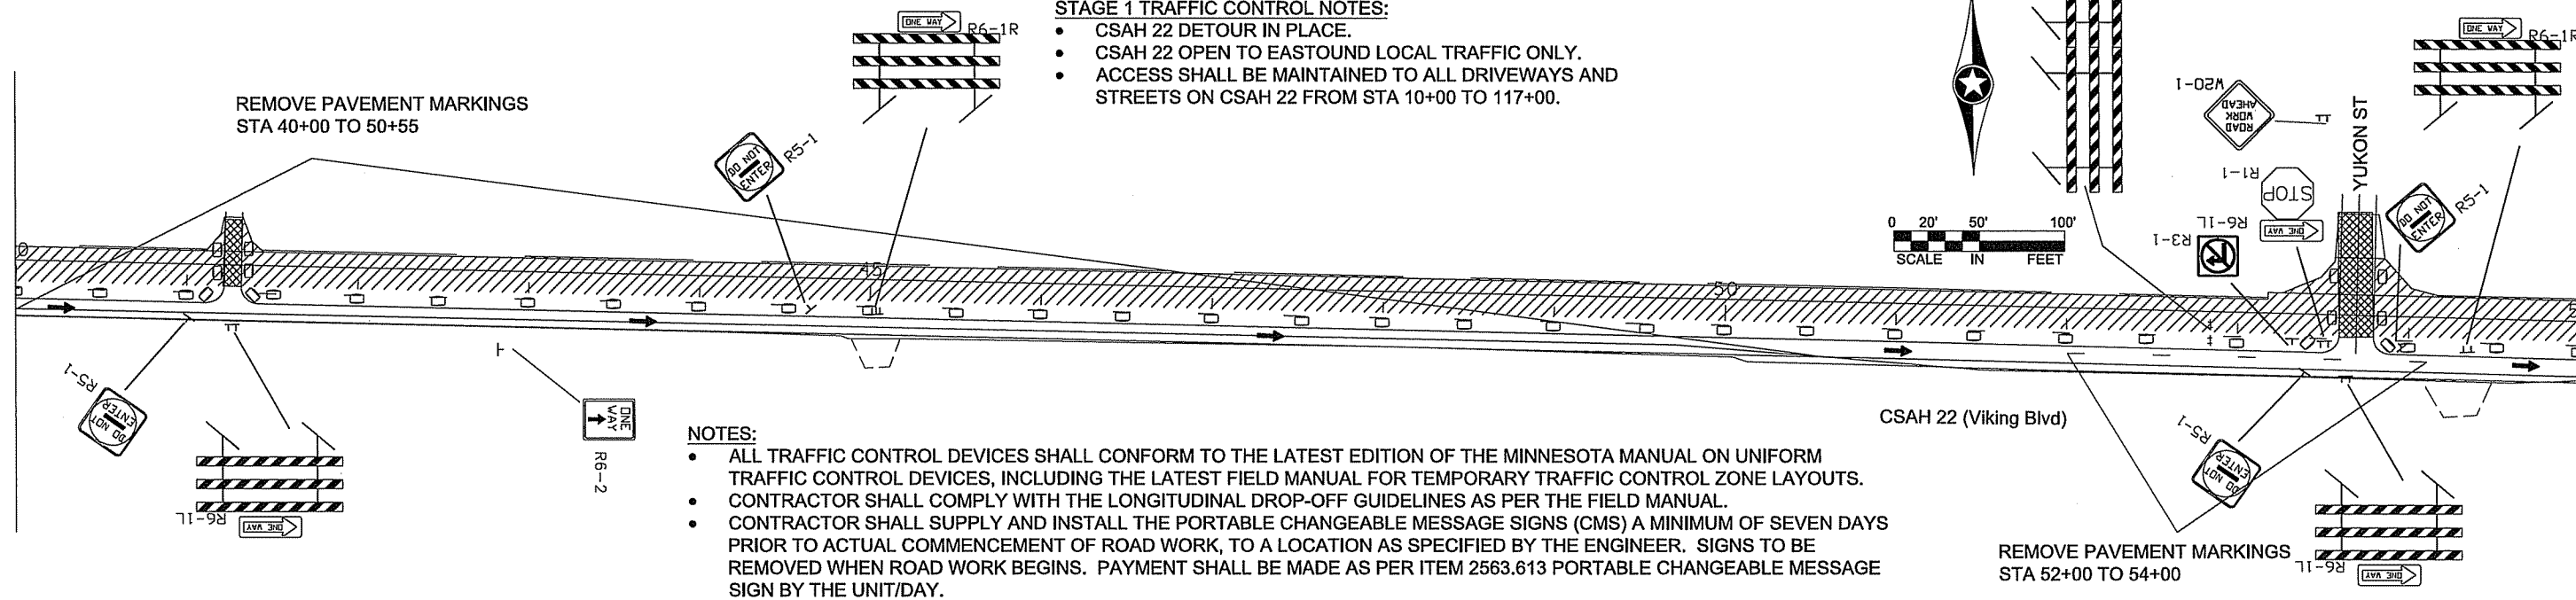 ONE WAY
R6-1R
STAGE 1 TRAFFIC CONTROL NOTES:
• CSAH 22 DETOUR IN PLACE.
• CSAH 22 OPEN TO EASTOUND LOCAL TRAFFIC ONLY.
• ACCESS SHALL BE MAINTAINED TO ALL DRIVEWAYS AND
STREETS ON CSAH 22 FROM STA 10+00 TO 117+00.
ONE WAY
R6-1R
REMOVE PAVEMENT MARKINGS
STA 40+00 TO 50+55
DO NOT
ENTER
R5-1
W20-1
ROAD
WORK
AHEAD
YUKON ST
R1-1
STOP
R6-1L
ONE WAY
R3-1
DO NOT
ENTER
R5-1
0 20' 50' 100'
SCALE IN FEET
0
45
50
R5-1
DO NOT
ENTER
R6-1L
ONE WAY
ONE
WAY
R6-2
CSAH 22 (Viking Blvd)
R5-1
DO NOT
ENTER
NOTES:
• ALL TRAFFIC CONTROL DEVICES SHALL CONFORM TO THE LATEST EDITION OF THE MINNESOTA MANUAL ON UNIFORM
TRAFFIC CONTROL DEVICES, INCLUDING THE LATEST FIELD MANUAL FOR TEMPORARY TRAFFIC CONTROL ZONE LAYOUTS.
• CONTRACTOR SHALL COMPLY WITH THE LONGITUDINAL DROP-OFF GUIDELINES AS PER THE FIELD MANUAL.
• CONTRACTOR SHALL SUPPLY AND INSTALL THE PORTABLE CHANGEABLE MESSAGE SIGNS (CMS) A MINIMUM OF SEVEN DAYS
PRIOR TO ACTUAL COMMENCEMENT OF ROAD WORK, TO A LOCATION AS SPECIFIED BY THE ENGINEER. SIGNS TO BE
REMOVED WHEN ROAD WORK BEGINS. PAYMENT SHALL BE MADE AS PER ITEM 2563.613 PORTABLE CHANGEABLE MESSAGE
SIGN BY THE UNIT/DAY.
REMOVE PAVEMENT MARKINGS
STA 52+00 TO 54+00
R6-1L
ONE WAY